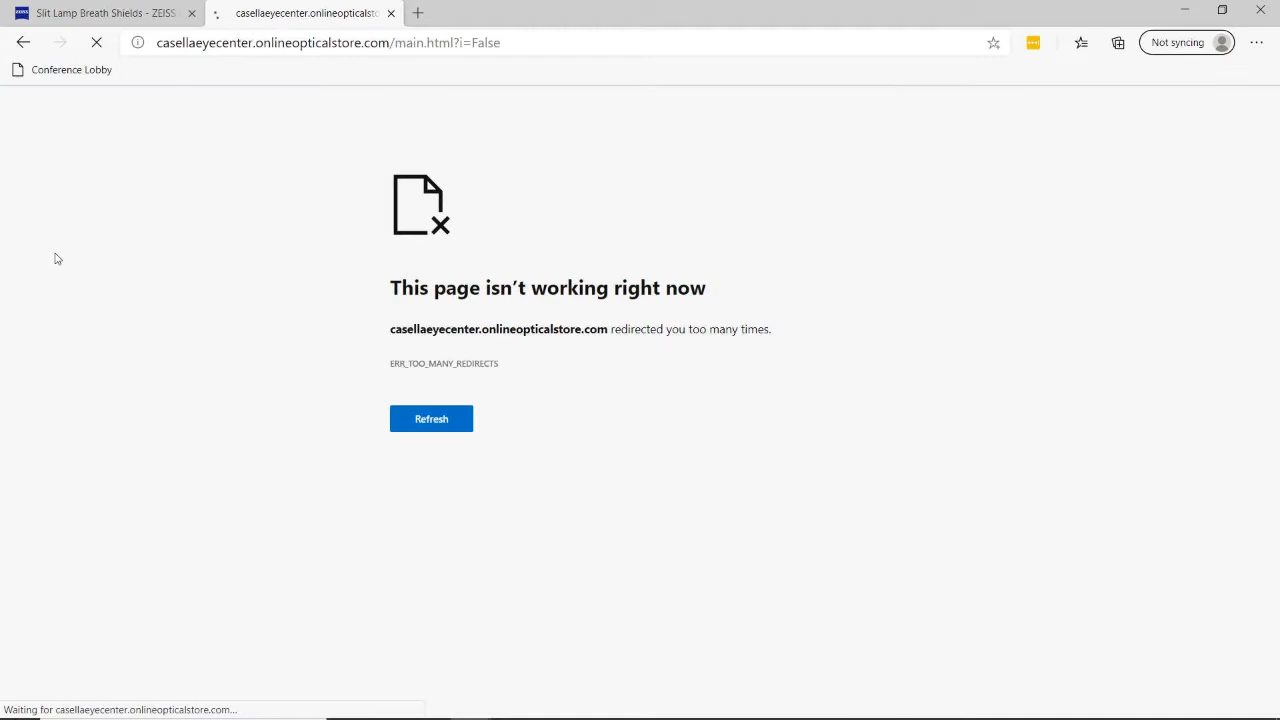 Slit Lamp Breath Shields - ZEISS
casellaeyecenter.onlineopticalsto
casellaeyecenter.onlineopticalstore.com/main.html?i=False
Not syncing
Conference Lobby
This page isn’t working right now
casellaeyecenter.onlineopticalstore.com redirected you too many times.
ERR_TOO_MANY_REDIRECTS
Refresh
Waiting for casellaeyecenter.onlineopticalstore.com...